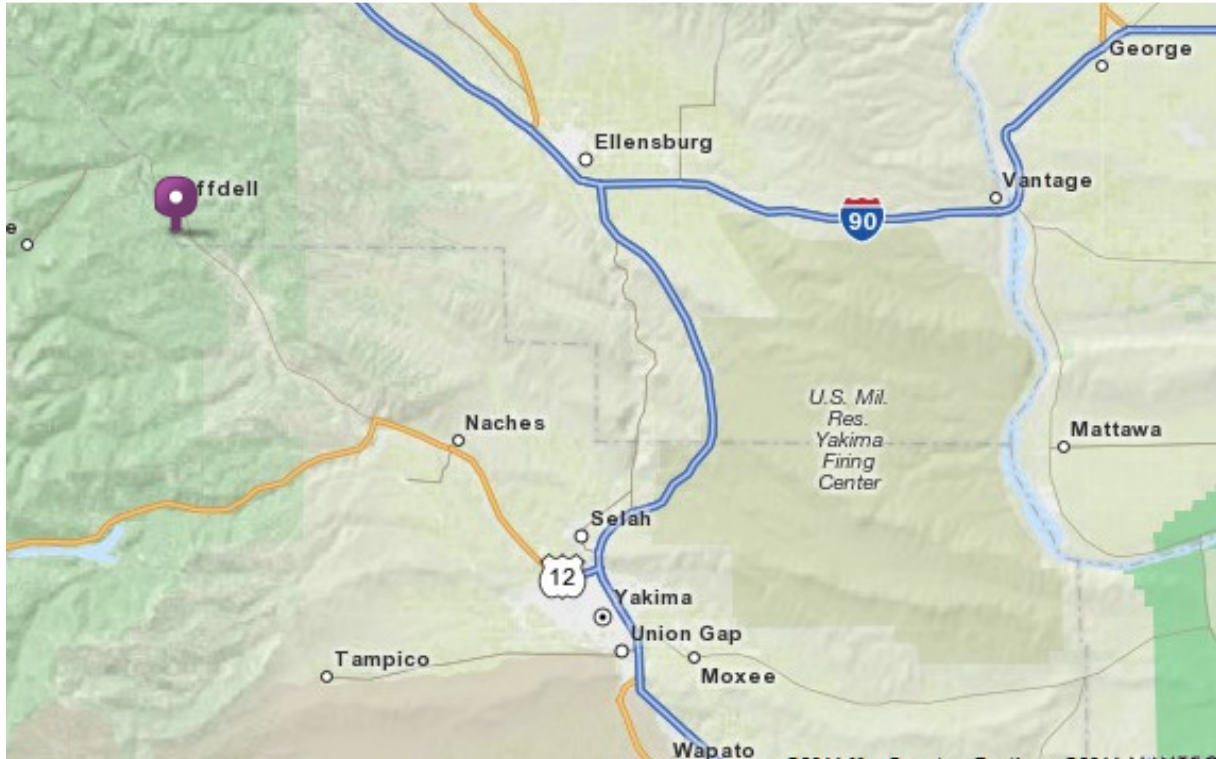 George
Ellensburg
ffdell
Vantage
90
e
U.S. Mil.
Res.
Yakima
Firing
Center
Naches
Mattawa
Selah
12
Yakima
Union Gap
Tampico
Moxee
Wapato